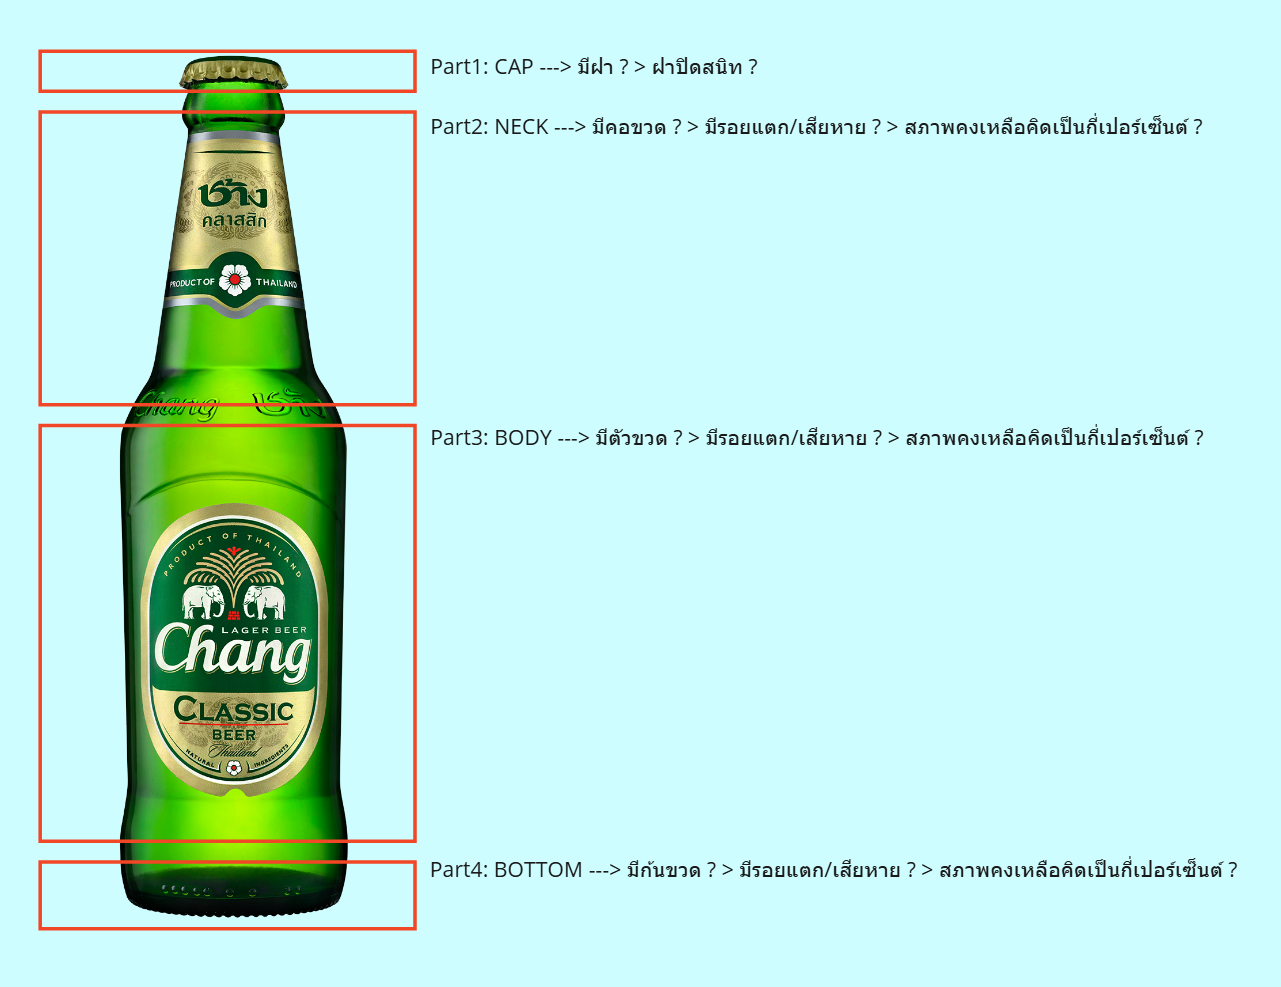 Part1: CAP ---> มีฝา ? > ฝาปิดสนิท ?
Part2: NECK ---> มีคอขวด ? > มีรอยแตก/เสียหาย ? > สภาพคงเหลือคิดเป็นกี่เปอร์เซ็นต์ ?
ช้าง
คลาสสิก
PRODUCT OF THAILAND
Chang ช้าง
Part3: BODY ---> มีตัวขวด ? > มีรอยแตก/เสียหาย ? > สภาพคงเหลือคิดเป็นกี่เปอร์เซ็นต์ ?
PRODUCT OF THAILAND
LAGER BEER
Chang
CLASSIC
BEER
Thailand
NATURAL INGREDIENTS
Part4: BOTTOM ---> มีก้นขวด ? > มีรอยแตก/เสียหาย ? > สภาพคงเหลือคิดเป็นกี่เปอร์เซ็นต์ ?